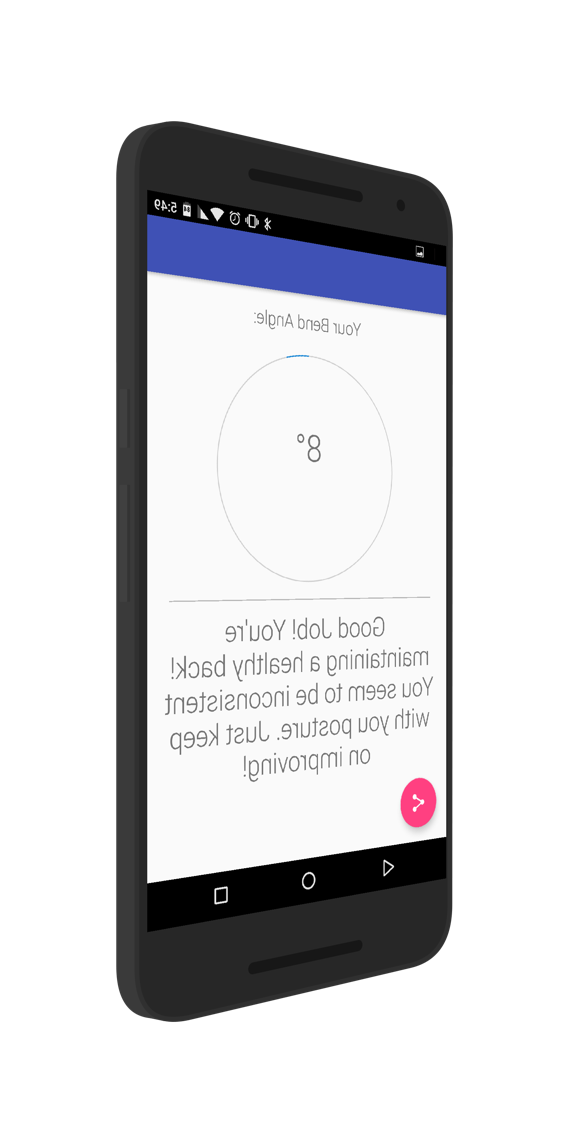 5:49
Your Bend Angle:
8°
Good Job! You're
maintaining a healthy back!
You seem to be inconsistent
with you posture. Just keep
on improving!